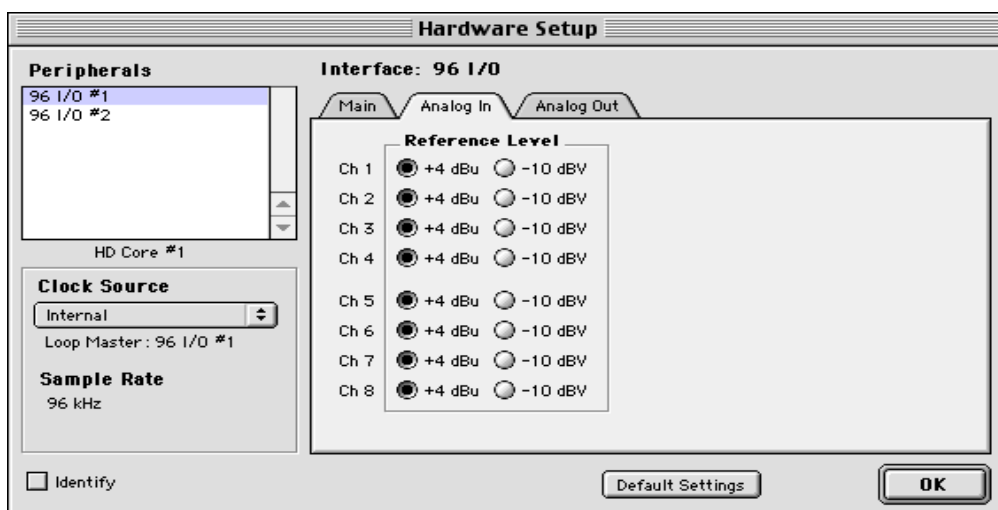 Hardware Setup
Peripherals
96 I/O #1
96 I/O #2
HD Core #1
Clock Source
Internal
Loop Master : 96 I/O #1
Sample Rate
96 kHz
Identify
Interface: 96 I/O
Main
Analog In
Analog Out
Reference Level
Ch 1 +4 dBu -10 dBV
Ch 2 +4 dBu -10 dBV
Ch 3 +4 dBu -10 dBV
Ch 4 +4 dBu -10 dBV
Ch 5 +4 dBu -10 dBV
Ch 6 +4 dBu -10 dBV
Ch 7 +4 dBu -10 dBV
Ch 8 +4 dBu -10 dBV
Default Settings
OK